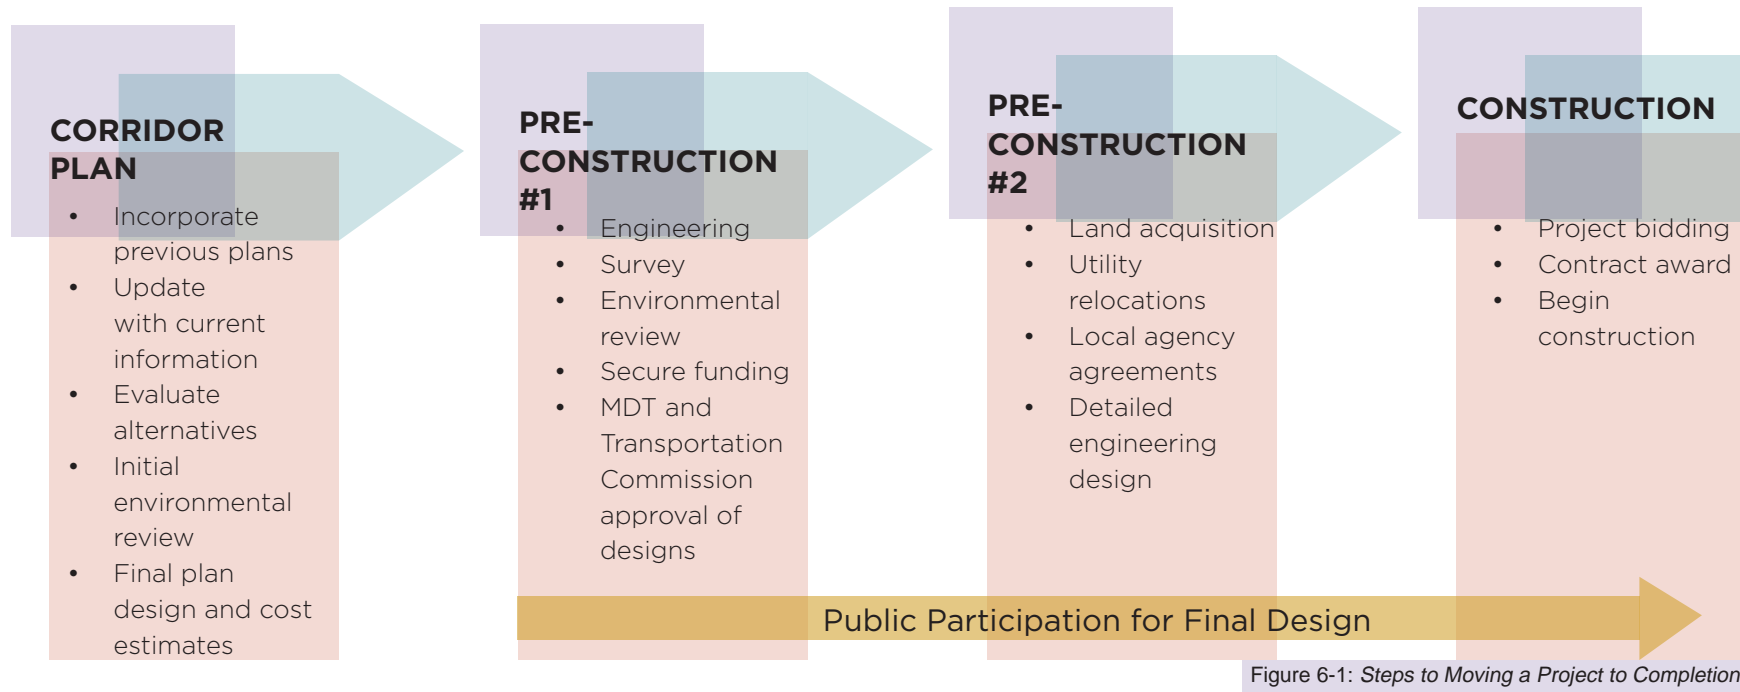 CORRIDOR
PLAN
• Incorporate
previous plans
• Update
with current
information
• Evaluate
alternatives
• Initial
environmental
review
• Final plan
design and cost
estimates
PRE-
CONSTRUCTION
#1
• Engineering
• Survey
• Environmental
review
• Secure funding
• MDT and
Transportation
Commission
approval of
designs
PRE-
CONSTRUCTION
#2
• Land acquisition
• Utility
relocations
• Local agency
agreements
• Detailed
engineering
design
CONSTRUCTION
• Project bidding
• Contract award
• Begin
construction
Public Participation for Final Design
Figure 6-1: Steps to Moving a Project to Completion